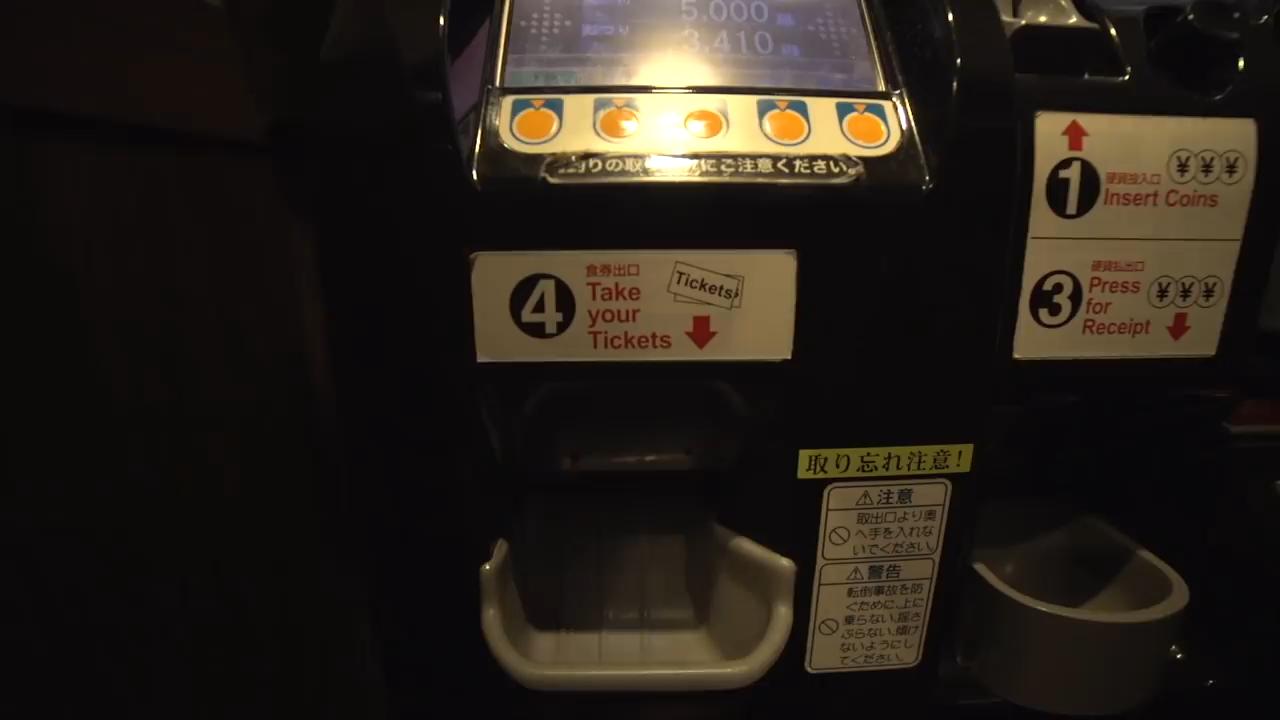 5,000
3,410
にご注意ください。
4
食券出口
Take
your
Tickets
Tickets
1
硬貨投入口
¥¥¥
Insert Coins
3
硬貨払出口
Press
for
Receipt
¥¥¥
取り忘れ注意!
⚠注意
取出口より奥
へ手を入れな
いでください。
⚠警告
転倒事故を防
ぐために、上に
乗らない、揺さ
ぶらない、傾け
ないようにし
てください。